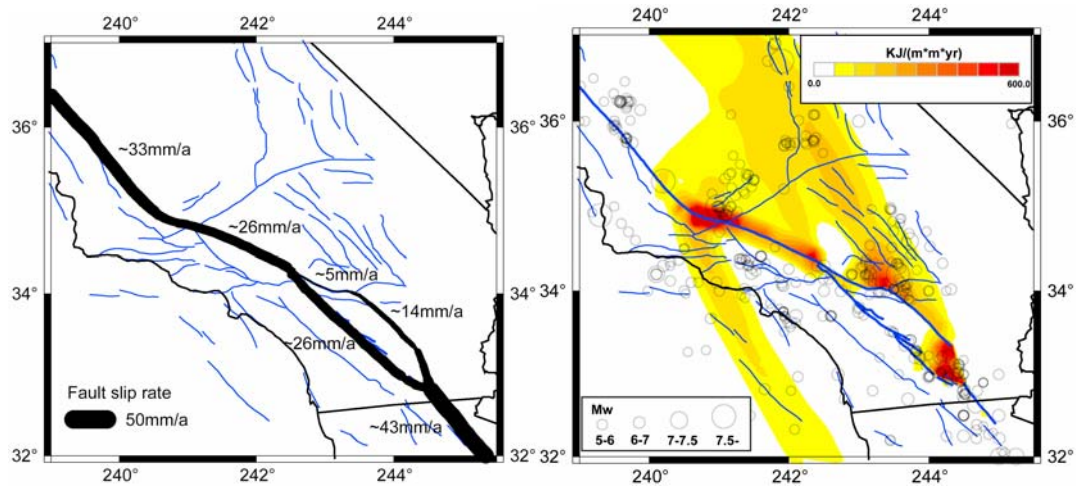 240°
242°
244°
36°
34°
32°
~33mm/a
~26mm/a
~5mm/a
~14mm/a
~26mm/a
~43mm/a
Fault slip rate
50mm/a
240°
242°
244°
240°
242°
244°
KJ/(m*m*yr)
0.0
600.0
36°
34°
32°
36°
34°
32°
Mw
5-6 6-7 7-7.5 7.5-
240°
242°
244°